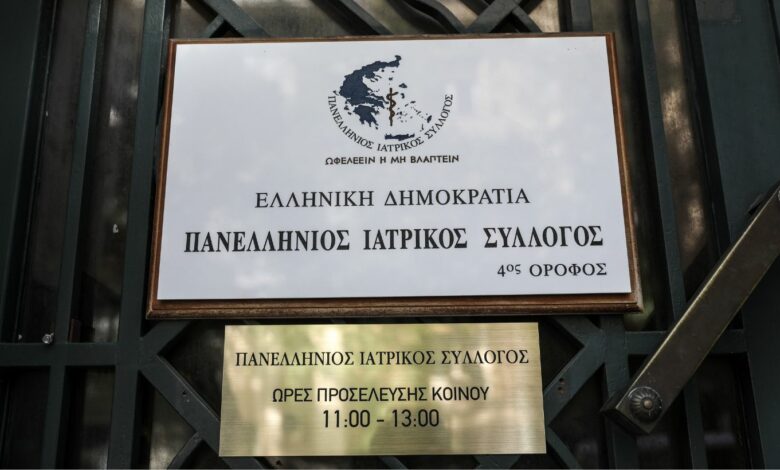 ΠΑΝΕΛΛΗΝΙΟΣ ΙΑΤΡΙΚΟΣ ΣΥΛΛΟΓΟΣ
ΩΦΕΛΕΕΙΝ Η ΜΗ ΒΛΑΠΤΕΙΝ
ΕΛΛΗΝΙΚΗ ΔΗΜΟΚΡΑΤΙΑ
ΠΑΝΕΛΛΗΝΙΟΣ ΙΑΤΡΙΚΟΣ ΣΥΛΛΟΓΟΣ
4ος ΟΡΟΦΟΣ
ΠΑΝΕΛΛΗΝΙΟΣ ΙΑΤΡΙΚΟΣ ΣΥΛΛΟΓΟΣ
ΩΡΕΣ ΠΡΟΣΕΛΕΥΣΗΣ ΚΟΙΝΟΥ
11:00 - 13:00